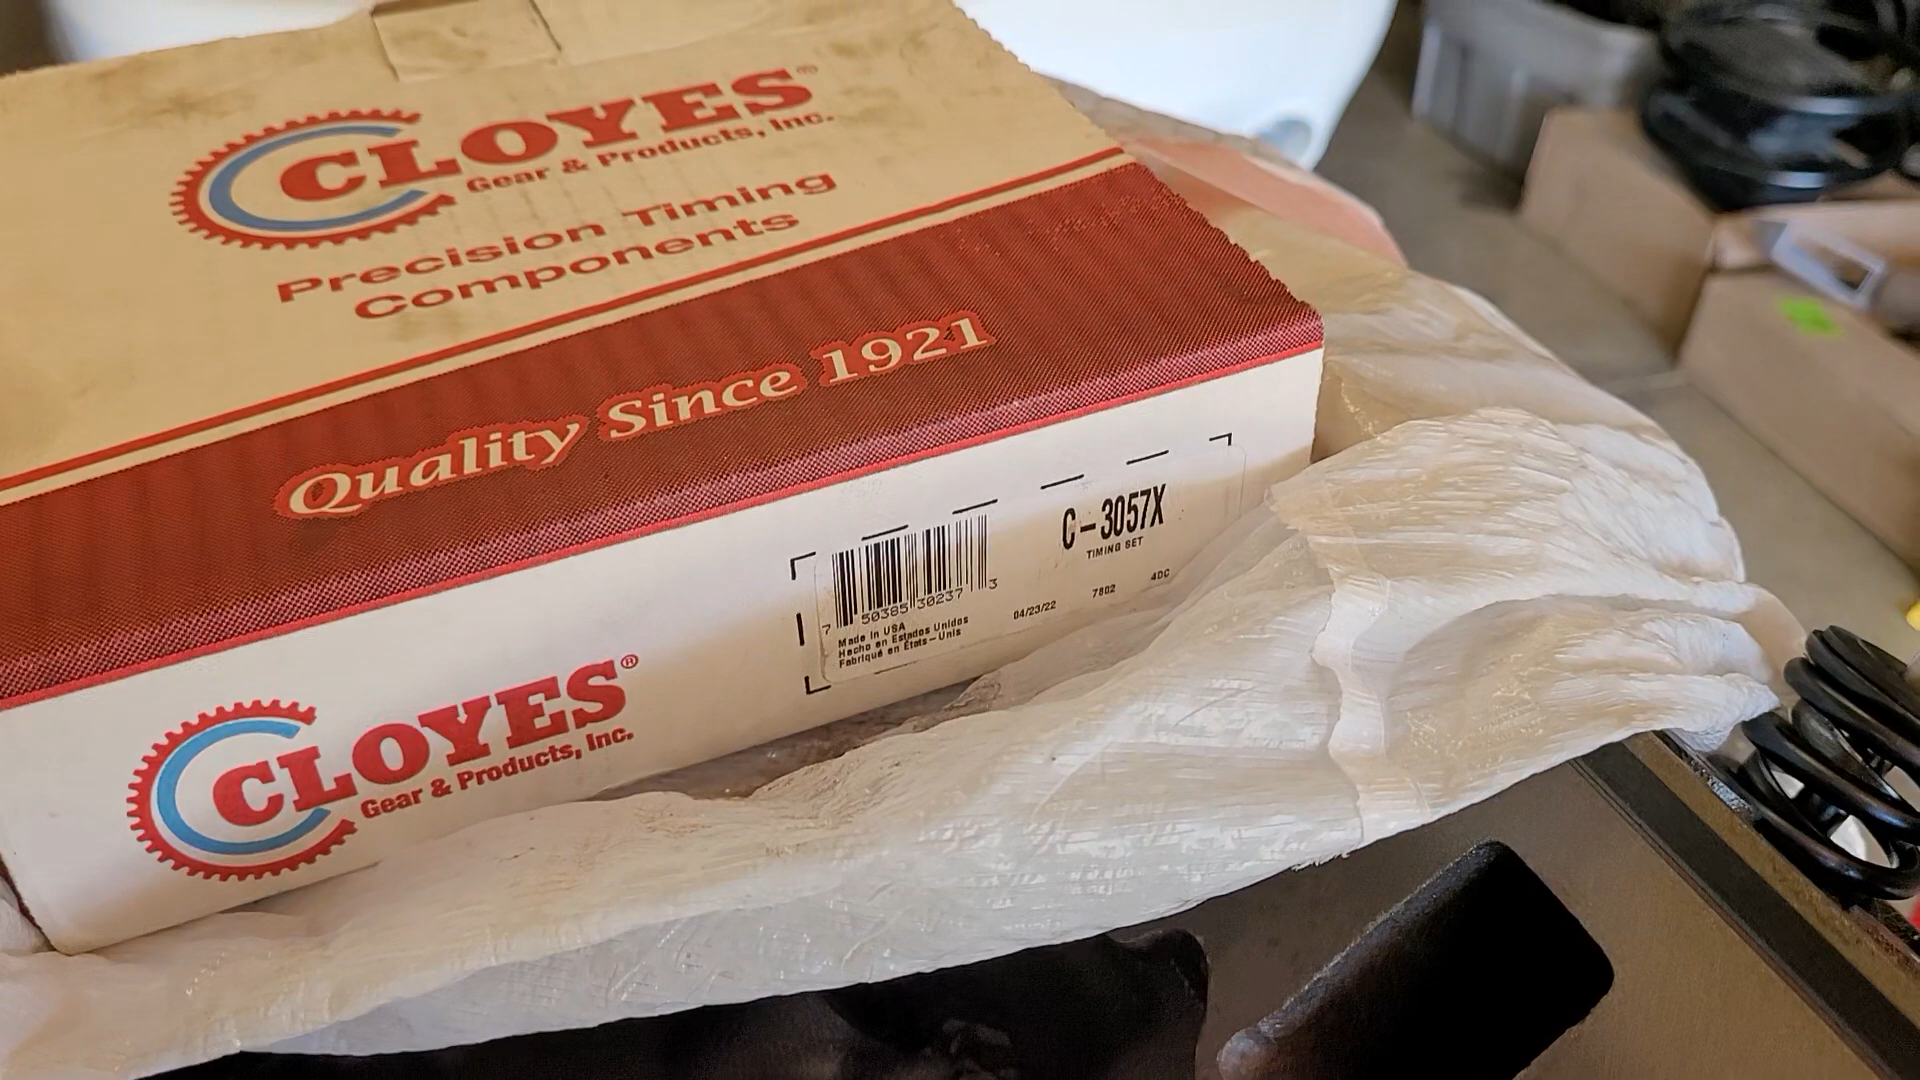 CLOYES®
Gear & Products, Inc.
Precision Timing
Components
Quality Since 1921
CLOYES®
Gear & Products, Inc.
7 50385 30237 3
Made in USA
Hecho en Estados Unidos
Fabriqué en États-Unis
C-3057X
TIMING SET
04/23/22 7802 4DC